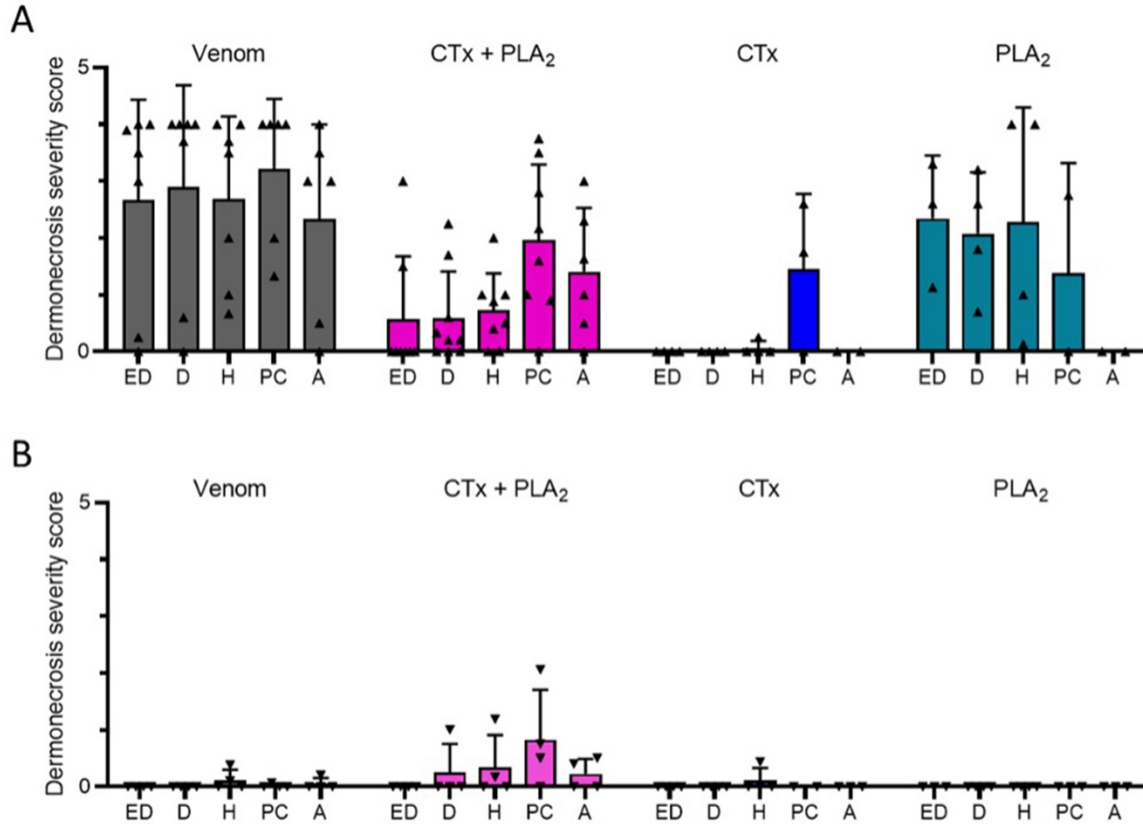 A
Venom CTx + PLA₂ CTx PLA₂
Dermonecrosis severity score
5
0
ED D H PC A ED D H PC A ED D H PC A ED D H PC A
B
Venom CTx + PLA₂ CTx PLA₂
Dermonecrosis severity score
5
0
ED D H PC A ED D H PC A ED D H PC A ED D H PC A